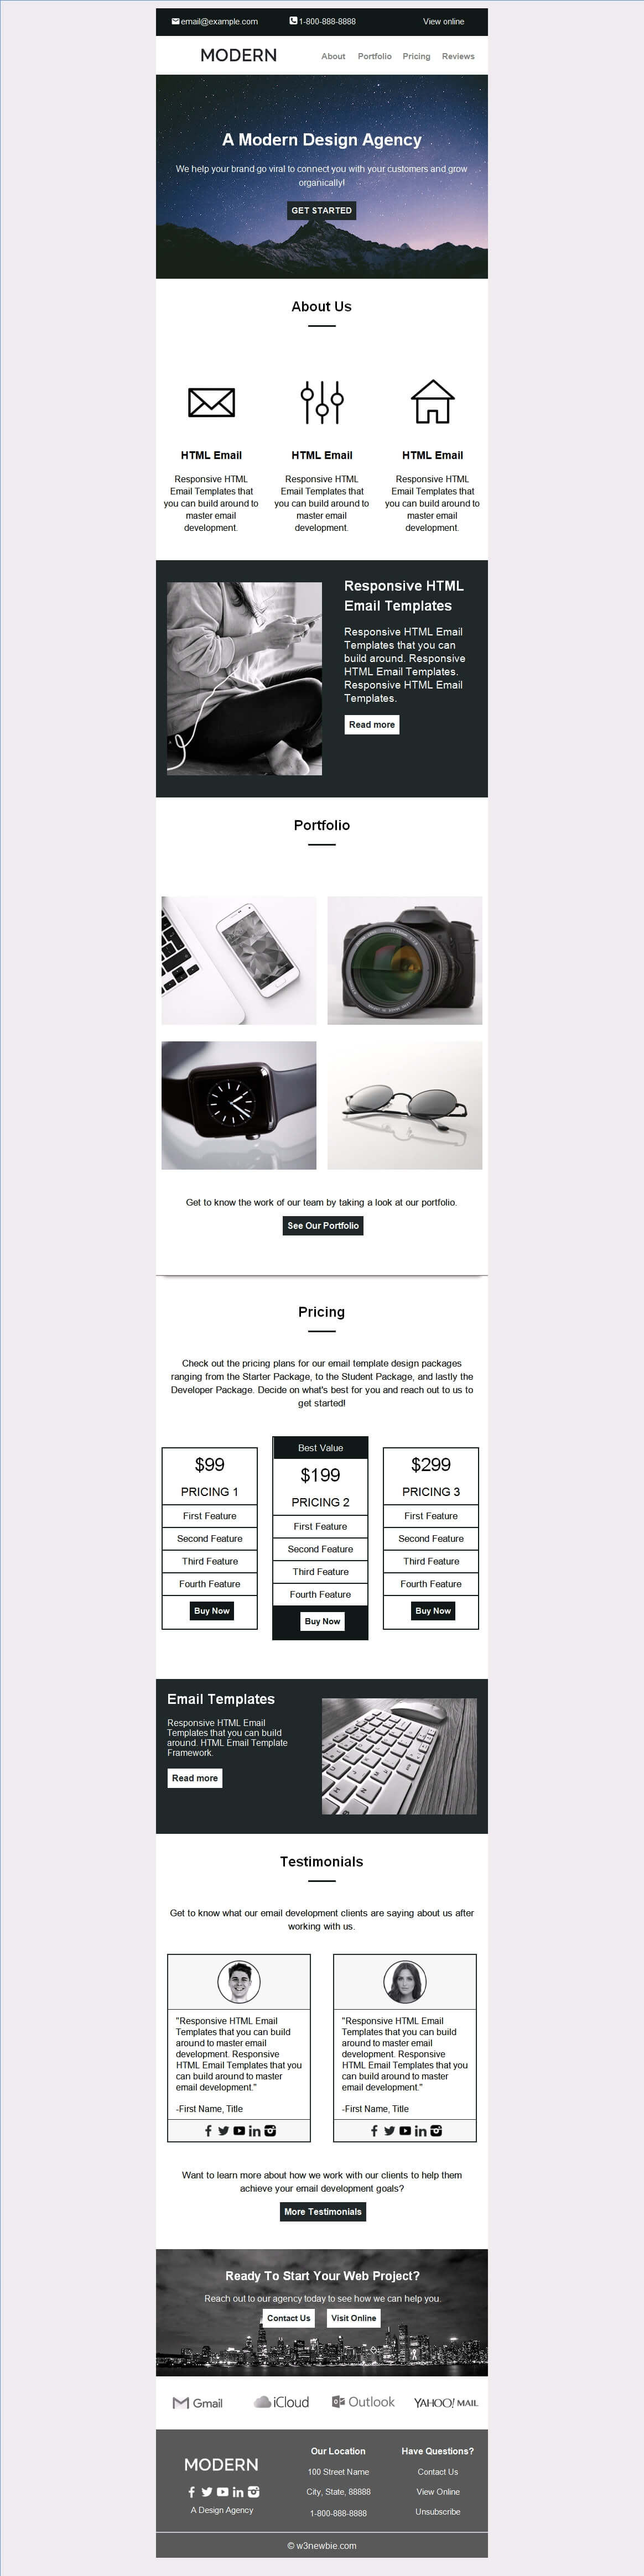 email@example.com 1-800-888-8888 View online
MODERN About Portfolio Pricing Reviews
A Modern Design Agency
We help your brand go viral to connect you with your customers and grow
organically!
GET STARTED
About Us
HTML Email HTML Email HTML Email
Responsive HTML
Email Templates that
you can build around to
master email
development.
Responsive HTML
Email Templates that
you can build around to
master email
development.
Responsive HTML
Email Templates that
you can build around to
master email
development.
Responsive HTML
Email Templates
Responsive HTML Email
Templates that you can
build around. Responsive
HTML Email Templates.
Responsive HTML Email
Templates.
Read more
Portfolio
Get to know the work of our team by taking a look at our portfolio.
See Our Portfolio
Pricing
Check out the pricing plans for our email template design packages
ranging from the Starter Package, to the Student Package, and lastly the
Developer Package. Decide on what's best for you and reach out to us to
get started!
$99
PRICING 1
First Feature
Second Feature
Third Feature
Fourth Feature
Buy Now
Best Value
$199
PRICING 2
First Feature
Second Feature
Third Feature
Fourth Feature
Buy Now
$299
PRICING 3
First Feature
Second Feature
Third Feature
Fourth Feature
Buy Now
Email Templates
Responsive HTML Email
Templates that you can build
around. HTML Email Template
Framework.
Read more
Testimonials
Get to know what our email development clients are saying about us after
working with us.
"Responsive HTML Email
Templates that you can build
around to master email
development. Responsive
HTML Email Templates that you
can build around to master
email development."
-First Name, Title
"Responsive HTML Email
Templates that you can build
around to master email
development. Responsive
HTML Email Templates that you
can build around to master
email development."
-First Name, Title
Want to learn more about how we work with our clients to help them
achieve your email development goals?
More Testimonials
Ready To Start Your Web Project?
Reach out to our agency today to see how we can help you.
Contact Us Visit Online
Gmail iCloud Outlook YAHOO! MAIL
MODERN
A Design Agency
Our Location
100 Street Name
City, State, 88888
1-800-888-8888
Have Questions?
Contact Us
View Online
Unsubscribe
© w3newbie.com